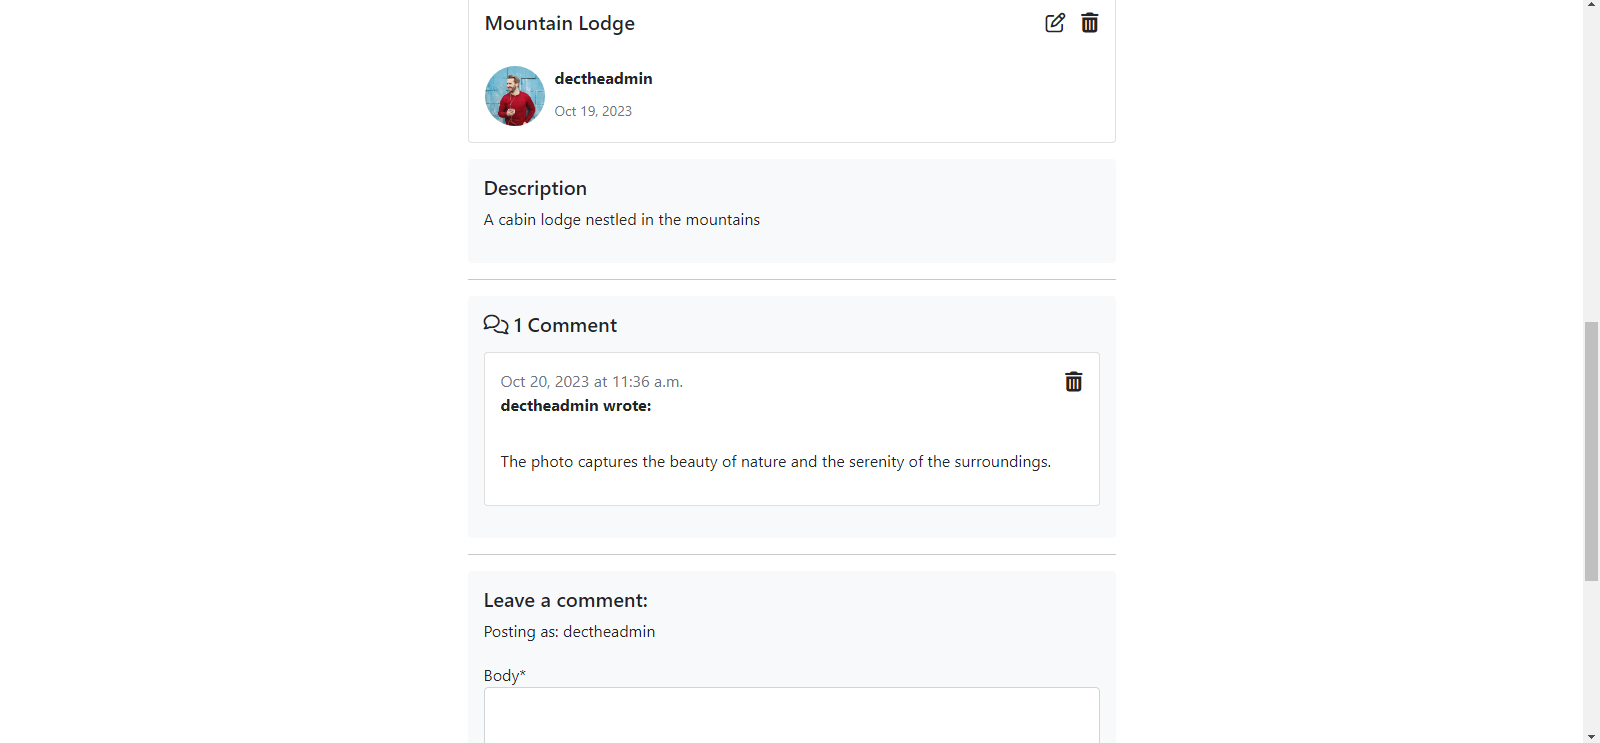 Mountain Lodge
dectheadmin
Oct 19, 2023
Description
A cabin lodge nestled in the mountains
1 Comment
Oct 20, 2023 at 11:36 a.m.
dectheadmin wrote:
The photo captures the beauty of nature and the serenity of the surroundings.
Leave a comment:
Posting as: dectheadmin
Body*